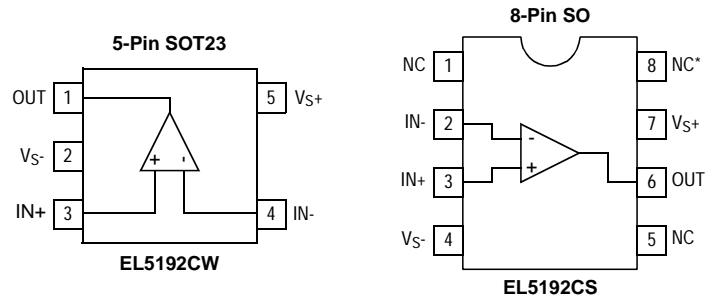 5-Pin SOT23
OUT 1
5 VS+
VS- 2
+ -
IN+ 3
4 IN-
EL5192CW
8-Pin SO
NC 1
8 NC*
IN- 2
7 VS+
-
+
IN+ 3
6 OUT
VS- 4
5 NC
EL5192CS